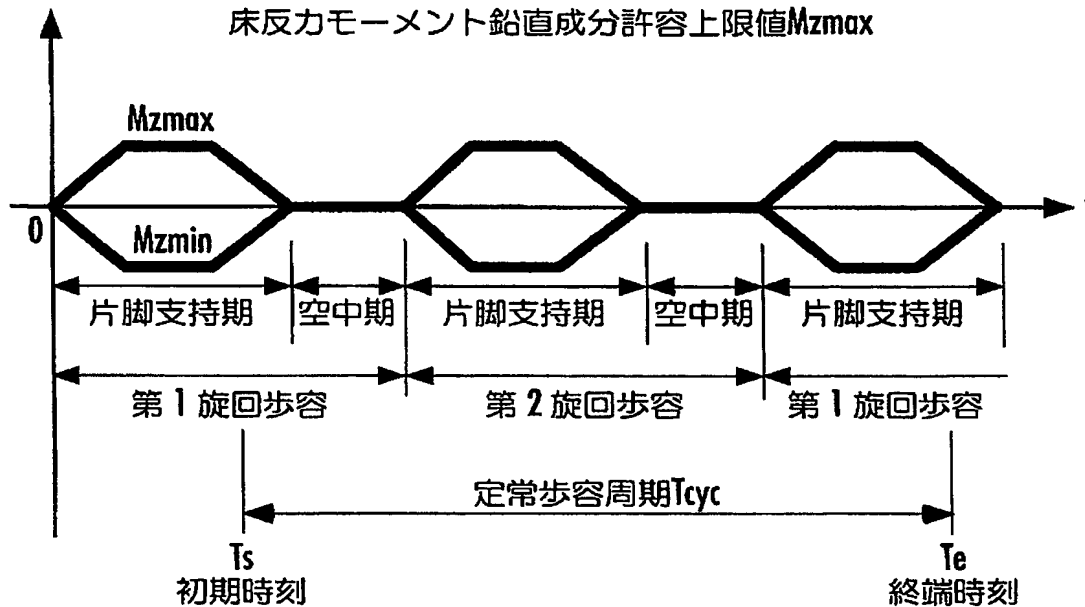 床反力モーメント鉛直成分許容上限値Mzmax
Mzmax
0
Mzmin
片脚支持期 空中期 片脚支持期 空中期 片脚支持期
第1旋回歩容 第2旋回歩容 第1旋回歩容
定常歩容周期Tcyc
Ts Te
初期時刻 終端時刻